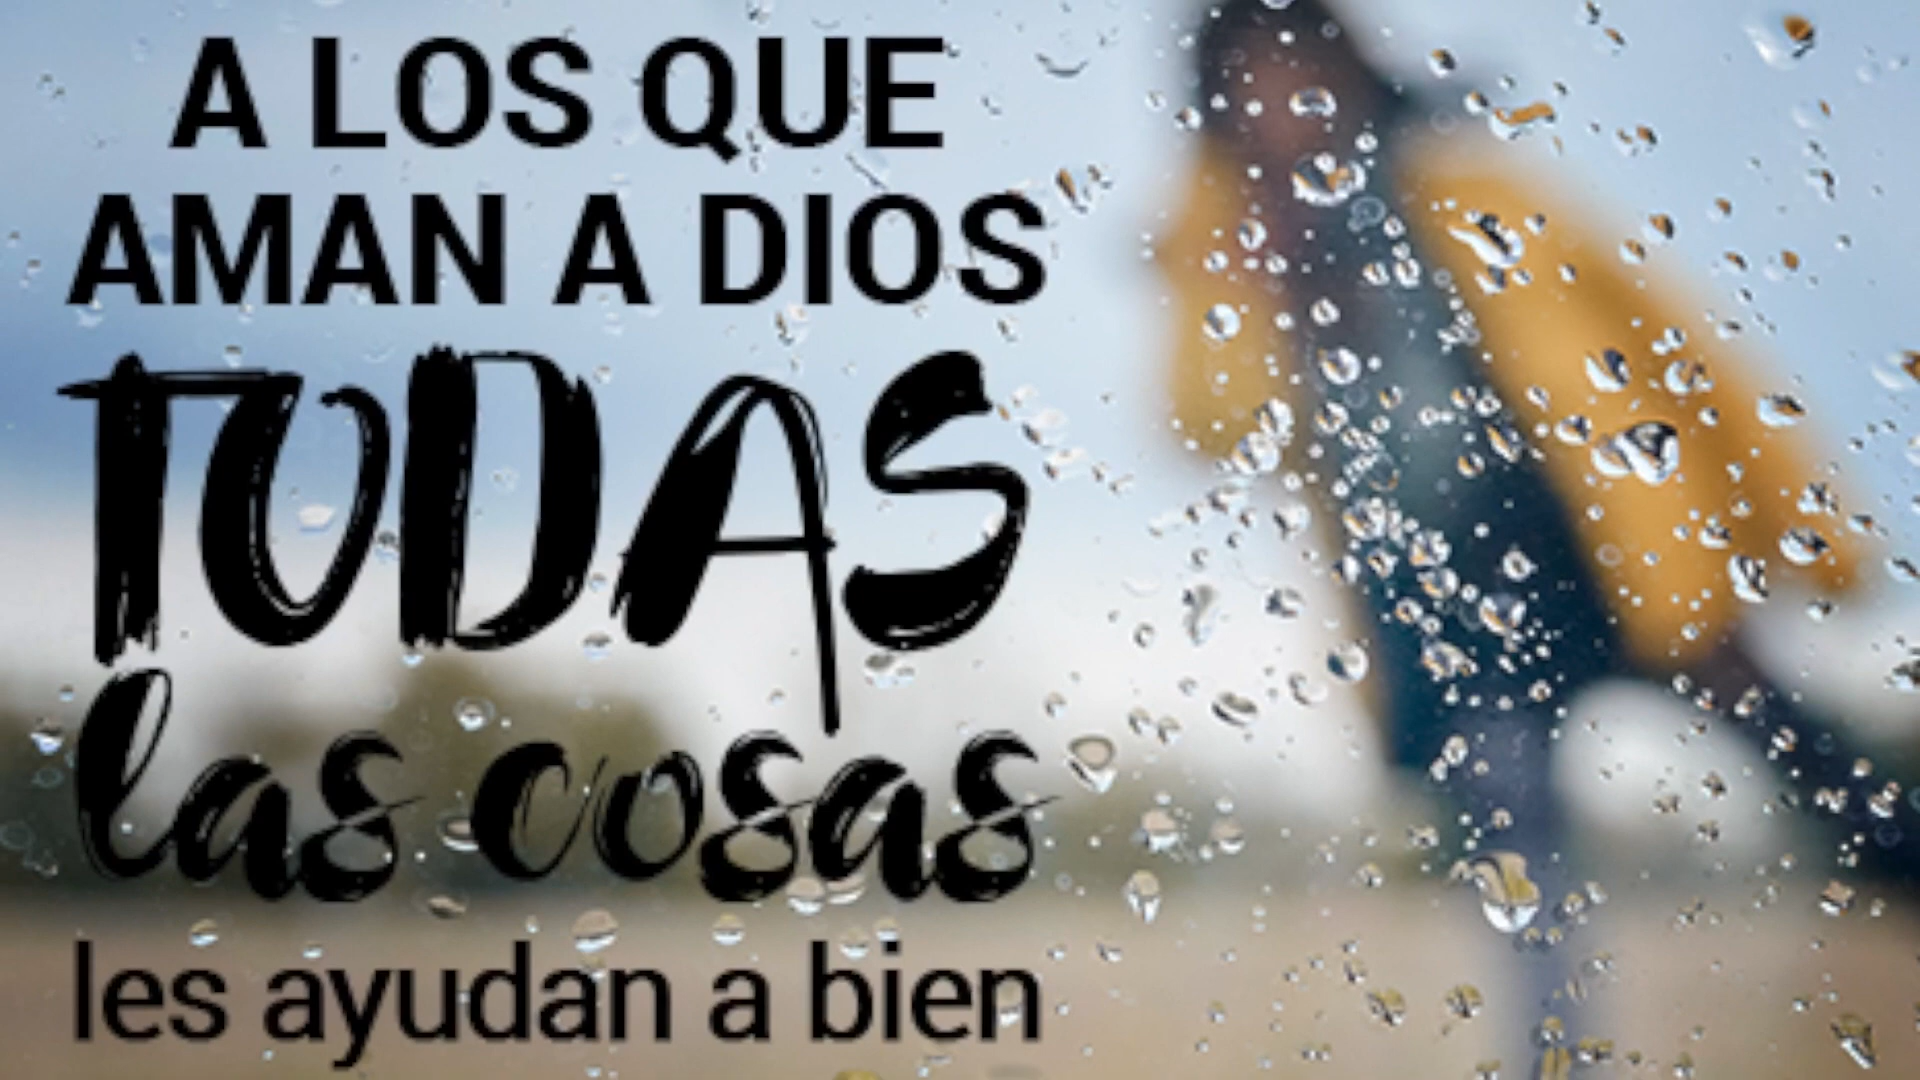 A LOS QUE
AMAN A DIOS
TODAS
las cosas
les ayudan a bien